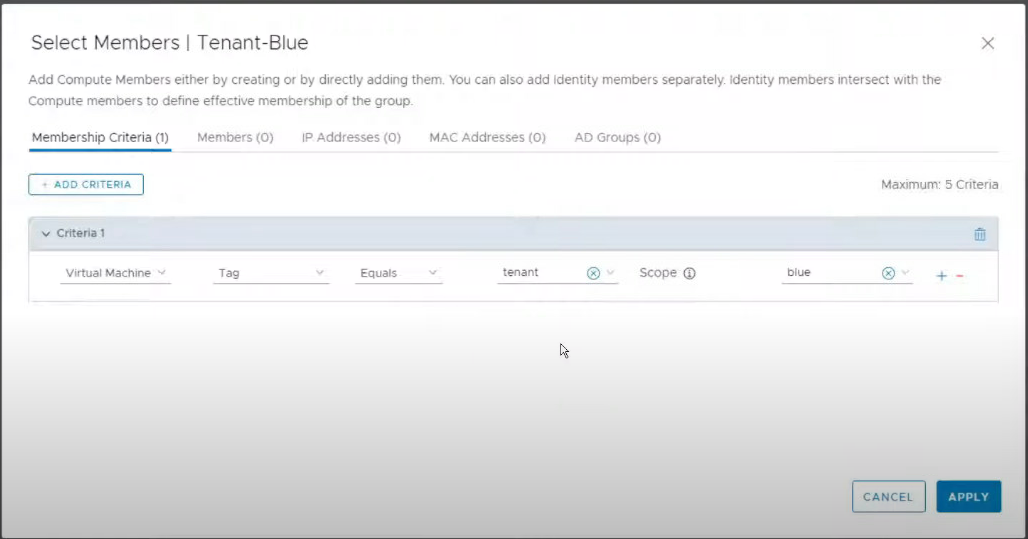 Select Members | Tenant-Blue
Add Compute Members either by creating or by directly adding them. You can also add Identity members separately. Identity members intersect with the
Compute members to define effective membership of the group.
Membership Criteria (1) Members (0) IP Addresses (0) MAC Addresses (0) AD Groups (0)
+ ADD CRITERIA Maximum: 5 Criteria
Criteria 1
Virtual Machine Tag Equals tenant Scope blue
CANCEL APPLY